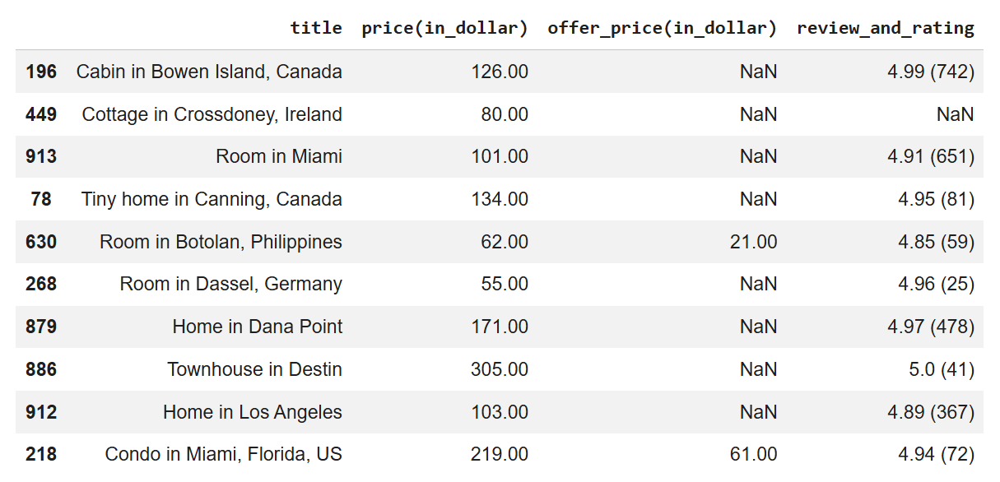 title price(in_dollar) offer_price(in_dollar) review_and_rating
196 Cabin in Bowen Island, Canada 126.00 NaN 4.99 (742)
449 Cottage in Crossdoney, Ireland 80.00 NaN NaN
913 Room in Miami 101.00 NaN 4.91 (651)
78 Tiny home in Canning, Canada 134.00 NaN 4.95 (81)
630 Room in Botolan, Philippines 62.00 21.00 4.85 (59)
268 Room in Dassel, Germany 55.00 NaN 4.96 (25)
879 Home in Dana Point 171.00 NaN 4.97 (478)
886 Townhouse in Destin 305.00 NaN 5.0 (41)
912 Home in Los Angeles 103.00 NaN 4.89 (367)
218 Condo in Miami, Florida, US 219.00 61.00 4.94 (72)